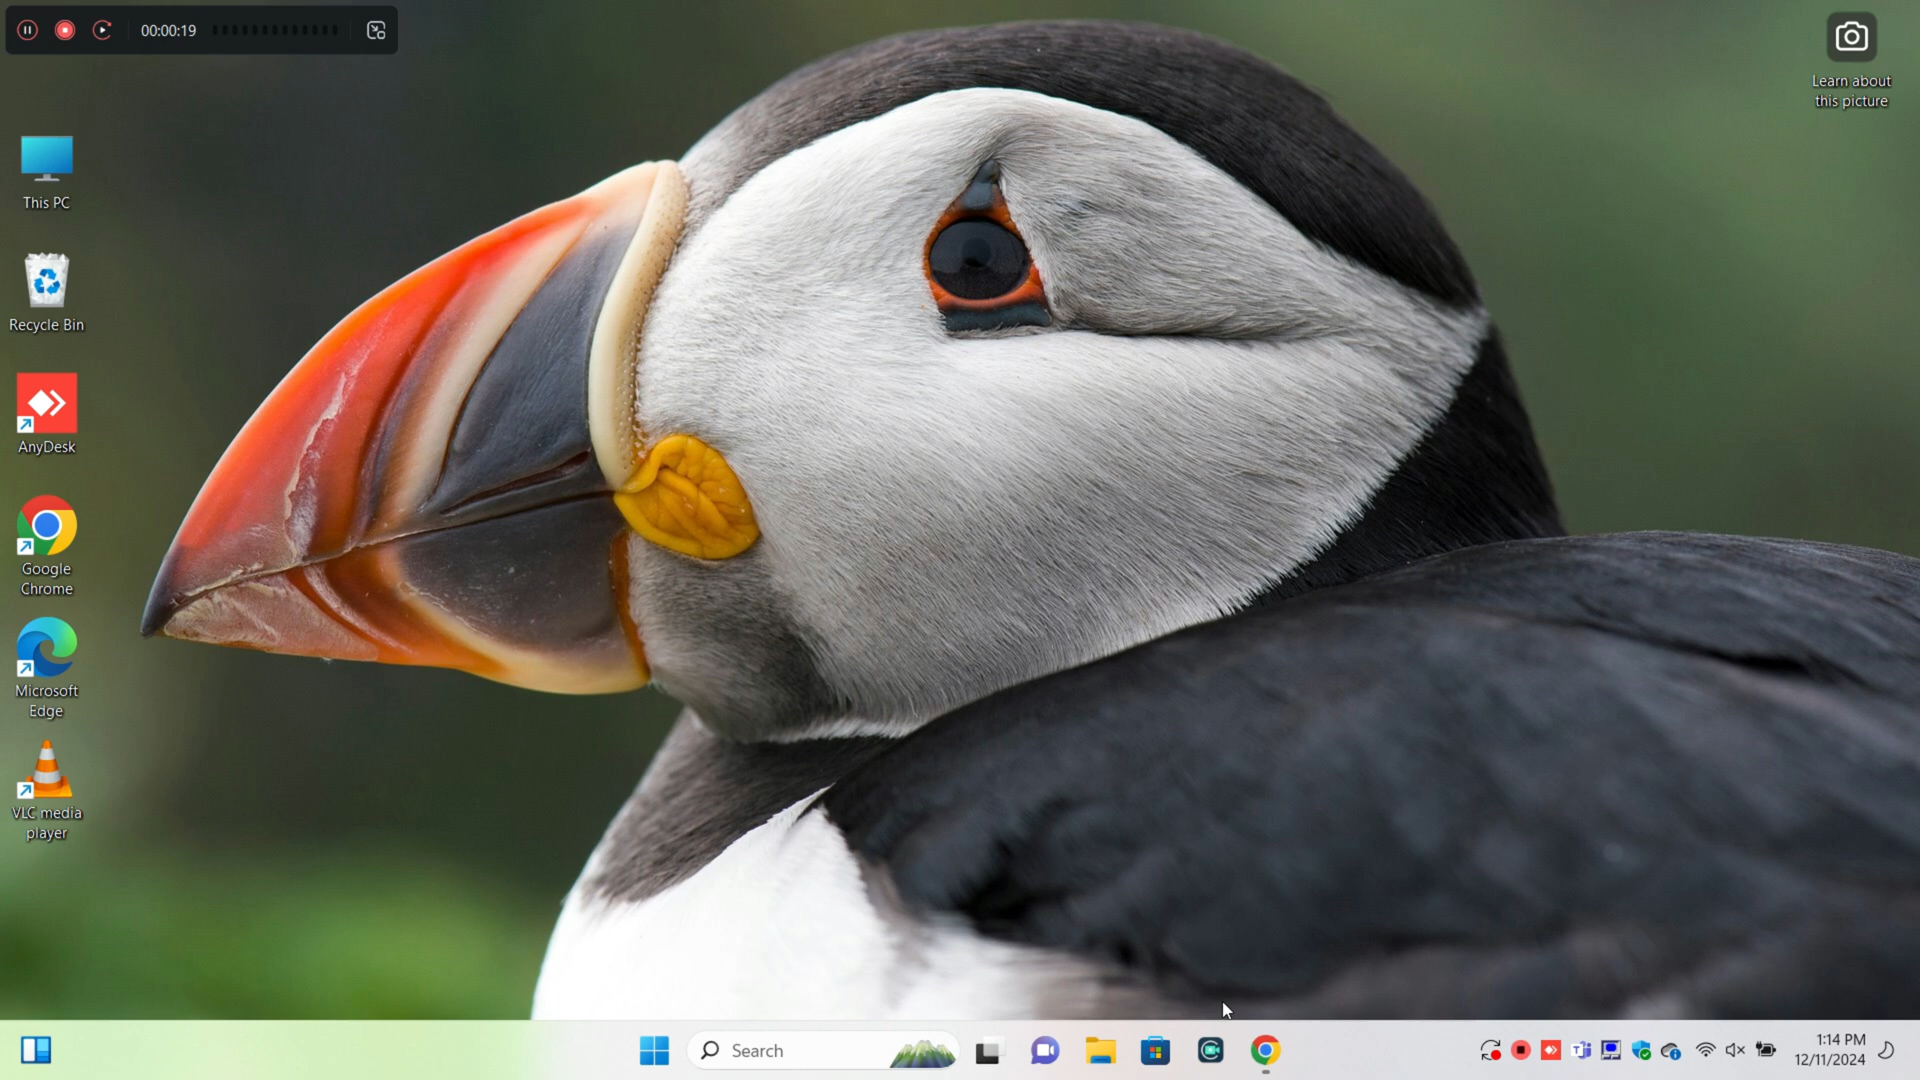 00:00:19
Learn about
this picture
This PC
Recycle Bin
AnyDesk
Google
Chrome
Microsoft
Edge
VLC media
player
Search
1:14 PM
12/11/2024